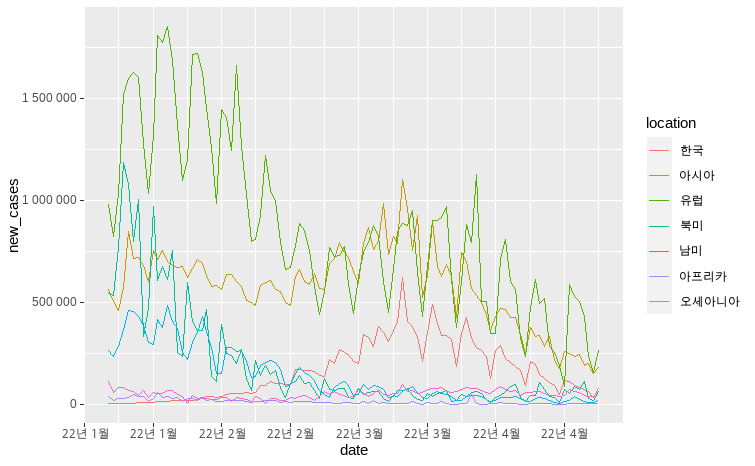 new_cases
1 500 000
1 000 000
500 000
0
22년 1월 22년 1월 22년 2월 22년 2월 22년 3월 22년 3월 22년 4월 22년 4월
date
location
한국
아시아
유럽
북미
남미
아프리카
오세아니아